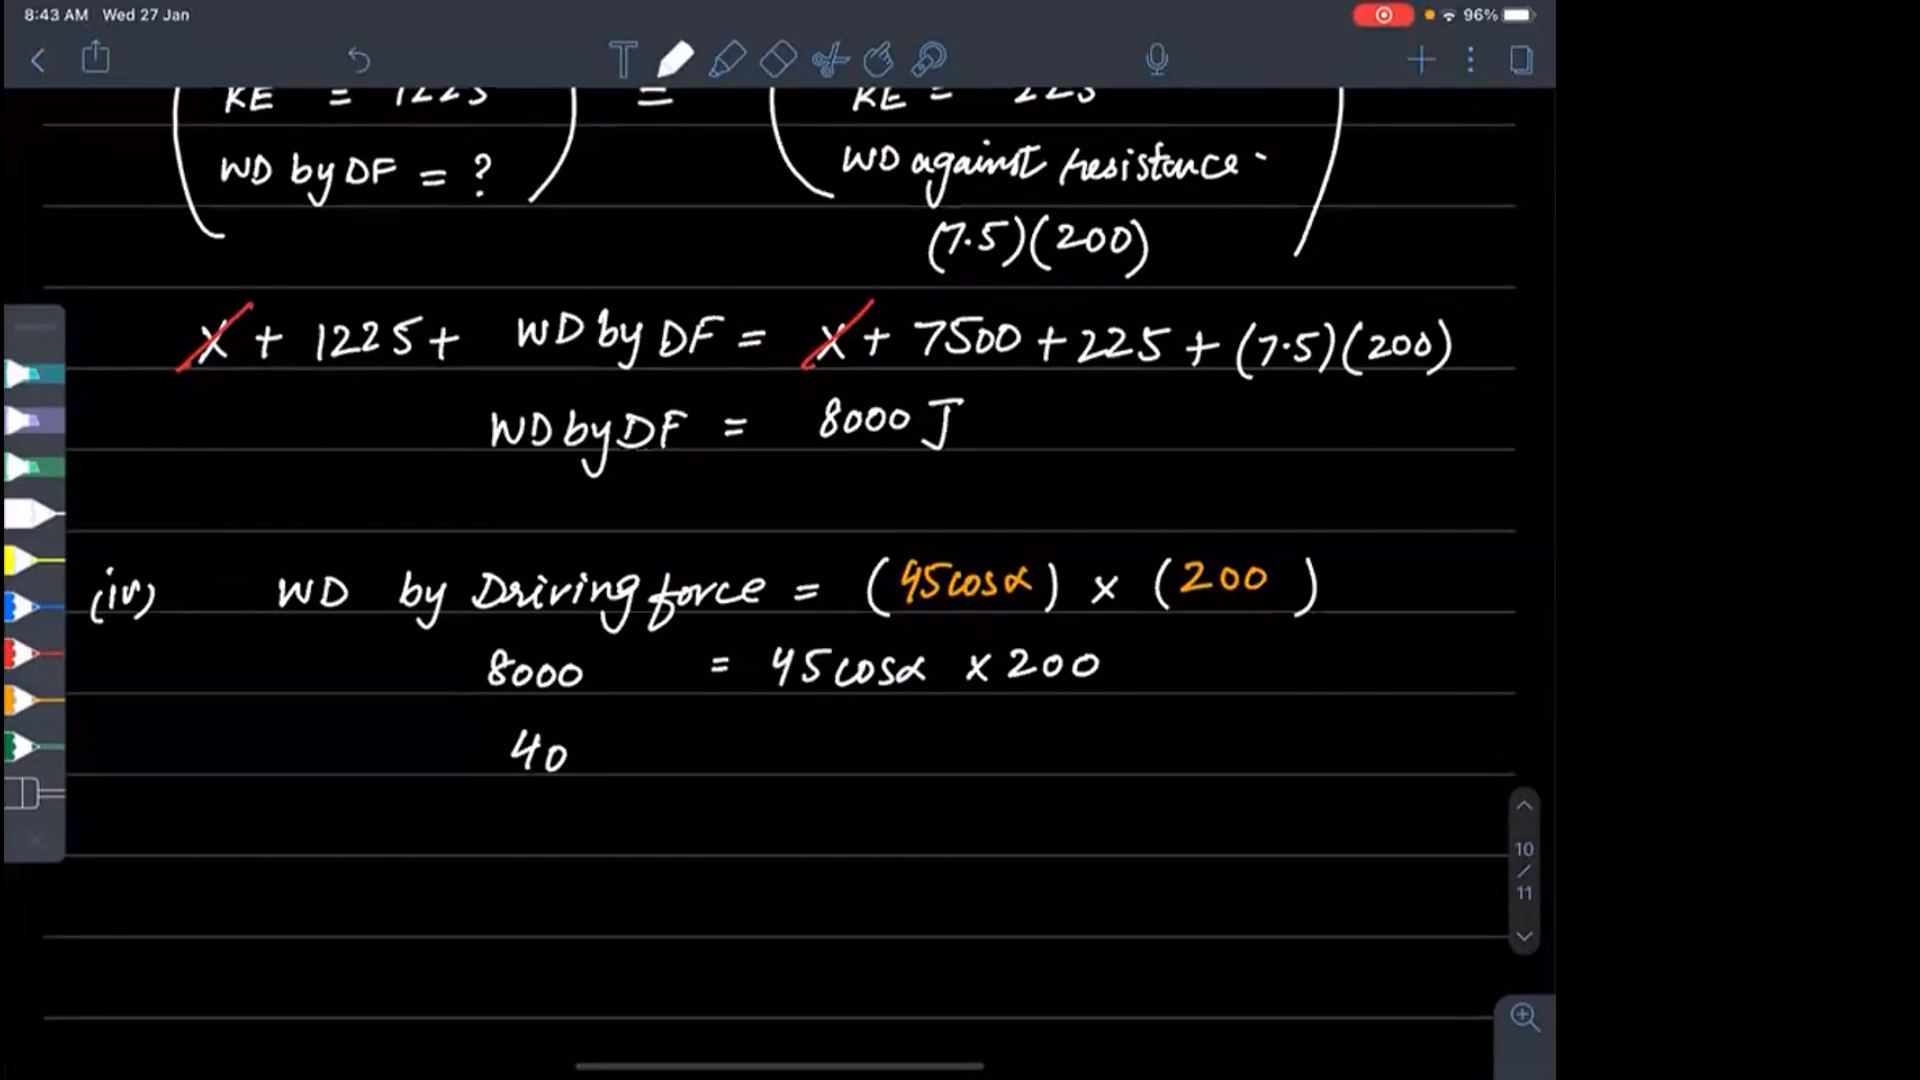 8:43 AM Wed 27 Jan 96%
T
KE = 1225 = KE = 225
WD by DF = ? WD against resistance -
(7.5)(200)
X + 1225 + WD by DF = X + 7500 + 225 + (7.5)(200)
WD by DF = 8000 J
(iv) WD by Driving force = (45cosα) × (200)
8000 = 45cosα × 200
40
10
/
11